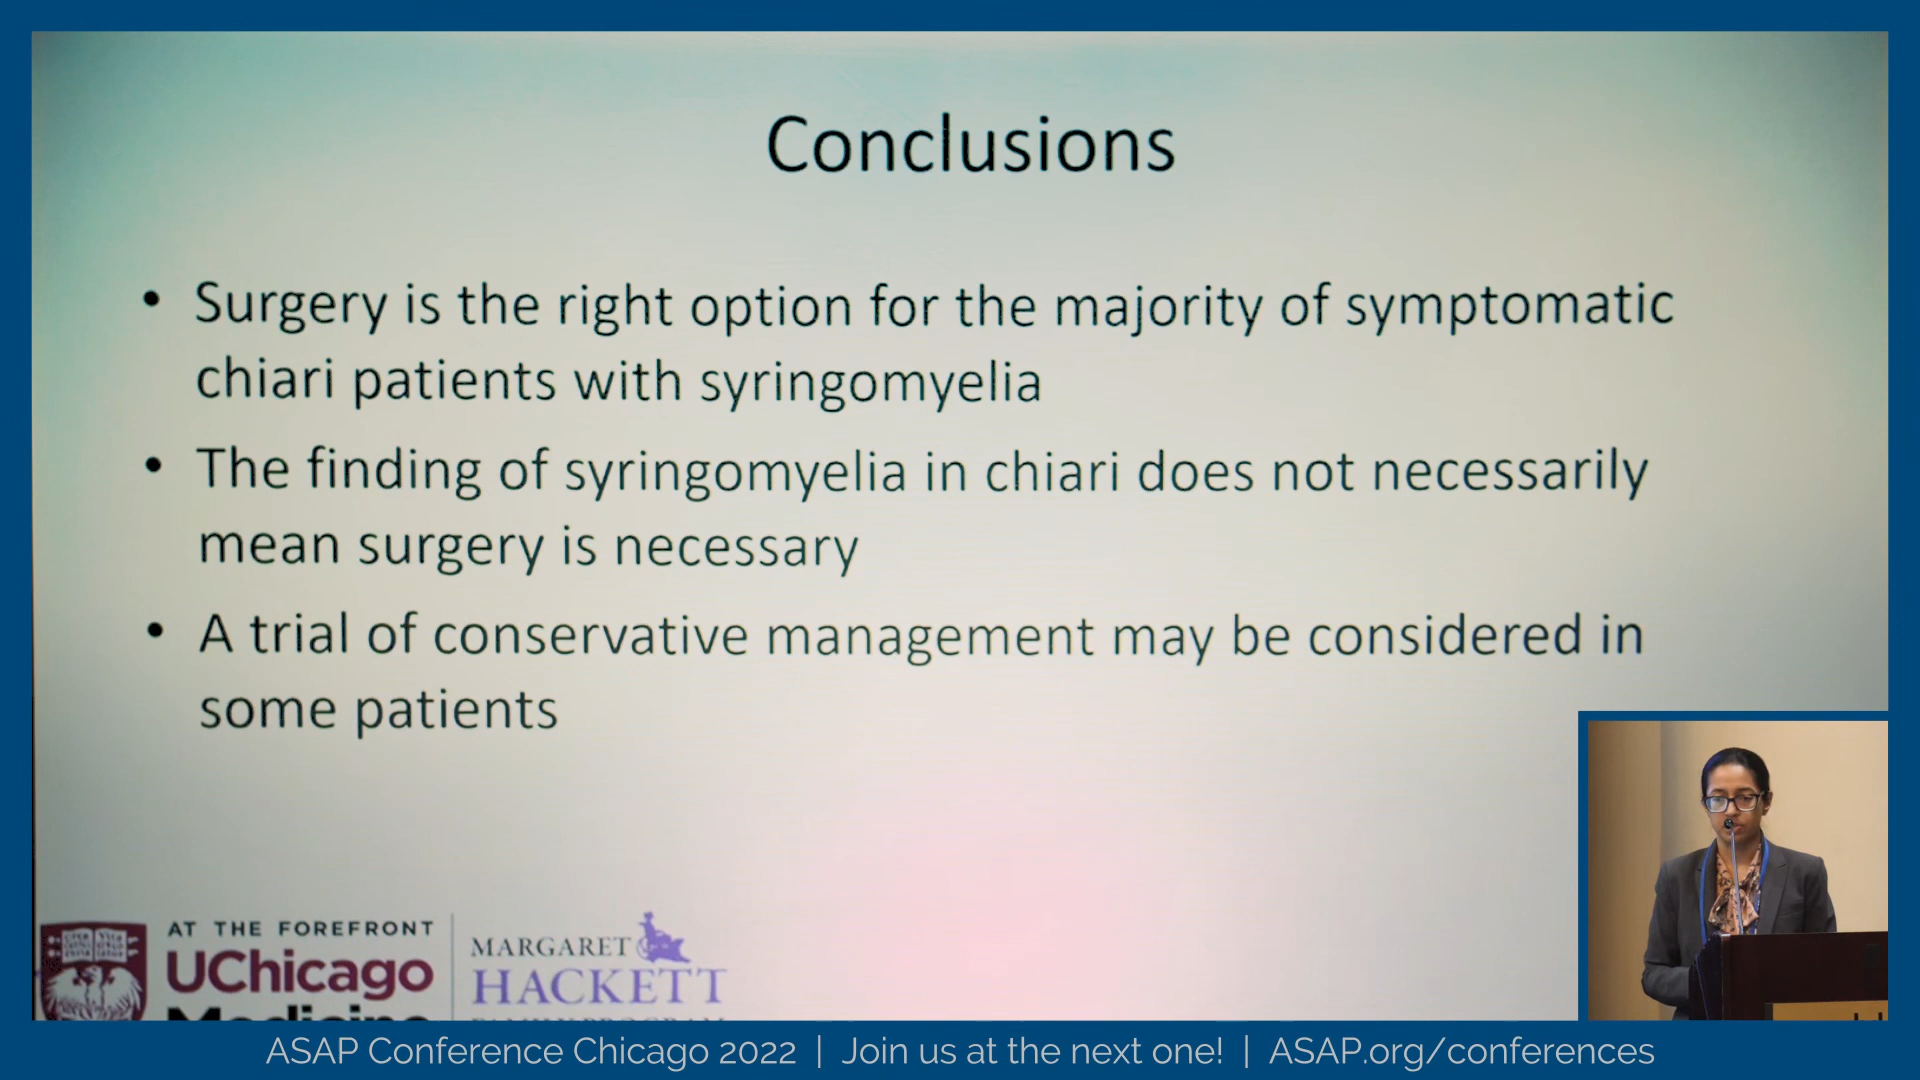 Conclusions
• Surgery is the right option for the majority of symptomatic
chiari patients with syringomyelia
• The finding of syringomyelia in chiari does not necessarily
mean surgery is necessary
• A trial of conservative management may be considered in
some patients
AT THE FOREFRONT
UChicago
Medicine
MARGARET
HACKETT
FAMILY PROGRAM
ASAP Conference Chicago 2022 | Join us at the next one! | ASAP.org/conferences